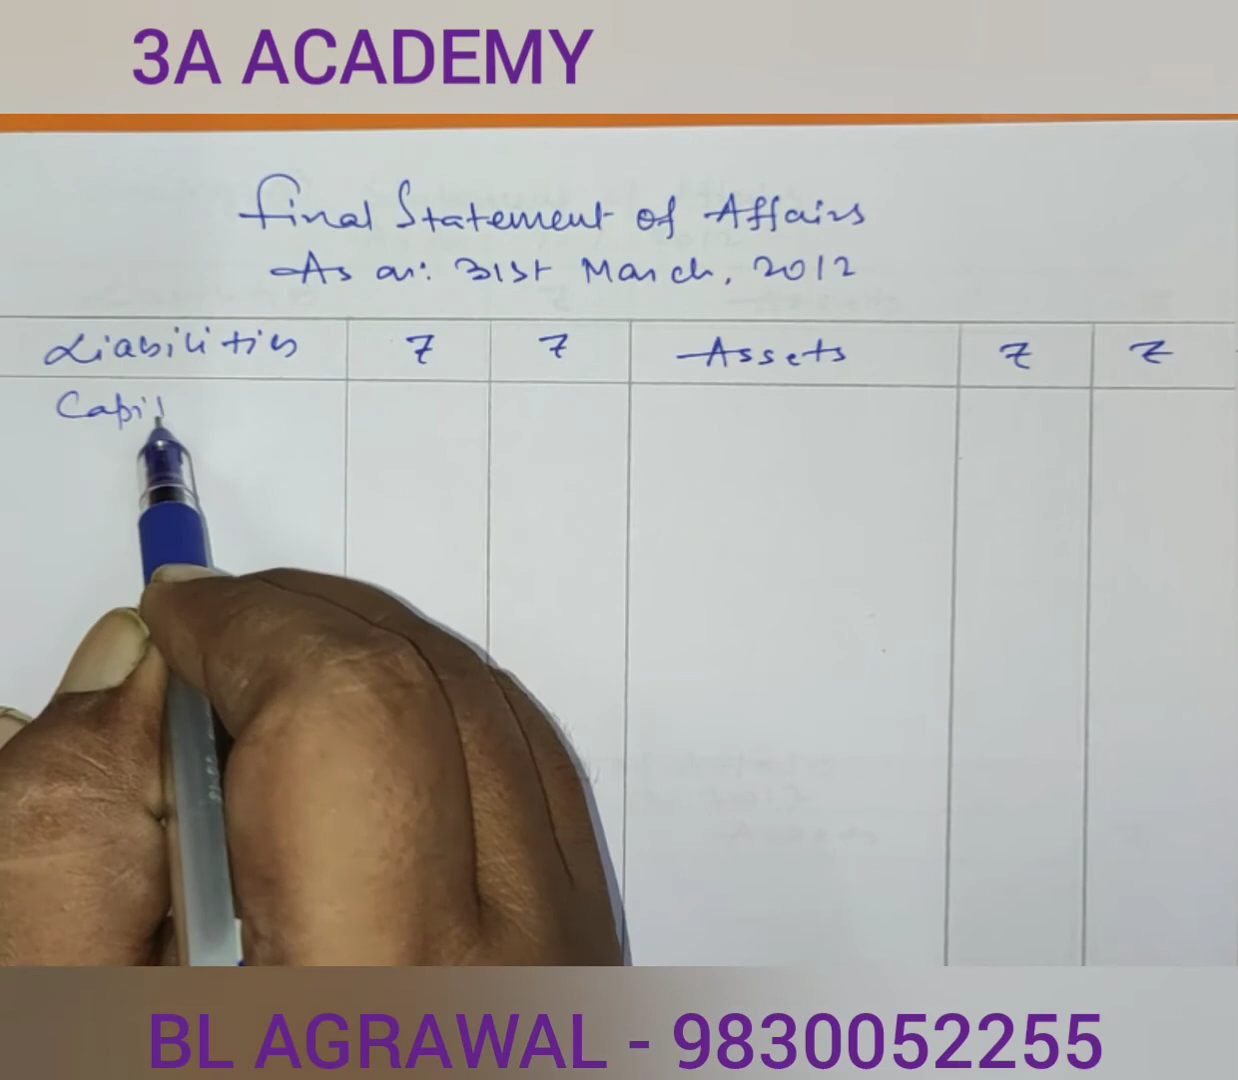 3A ACADEMY
Final Statement of Affairs
As on: 31st March, 2012
Liabilities ₹ ₹ Assets ₹ ₹
Capi
BL AGRAWAL - 9830052255